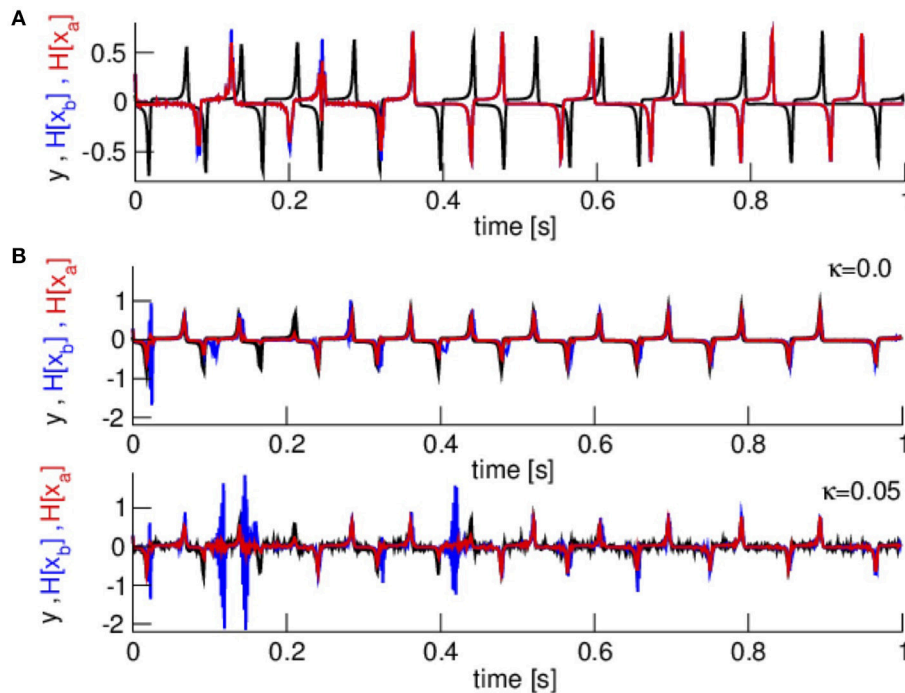 A
y , H[x_b] , H[x_a]
0.5
0
-0.5
0 0.2 0.4 0.6 0.8 1
time [s]
B
y , H[x_b] , H[x_a]
κ=0.0
1
0
-1
-2
0 0.2 0.4 0.6 0.8 1
time [s]
y , H[x_b] , H[x_a]
κ=0.05
1
0
-1
-2
0 0.2 0.4 0.6 0.8 1
time [s]